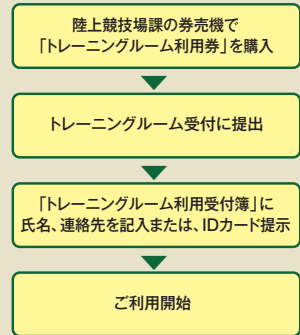 陸上競技場課の券売機で
「トレーニングルーム利用券」を購入
トレーニングルーム受付に提出
「トレーニングルーム利用受付簿」に
氏名、連絡先を記入または、IDカード提示
ご利用開始